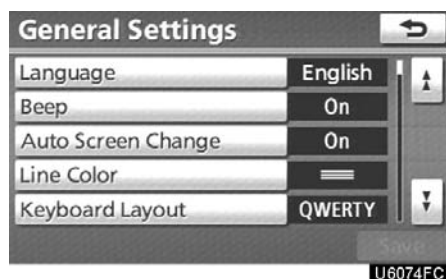 General Settings
Language English
Beep On
Auto Screen Change On
Line Color
Keyboard Layout QWERTY
Save
U6074FC